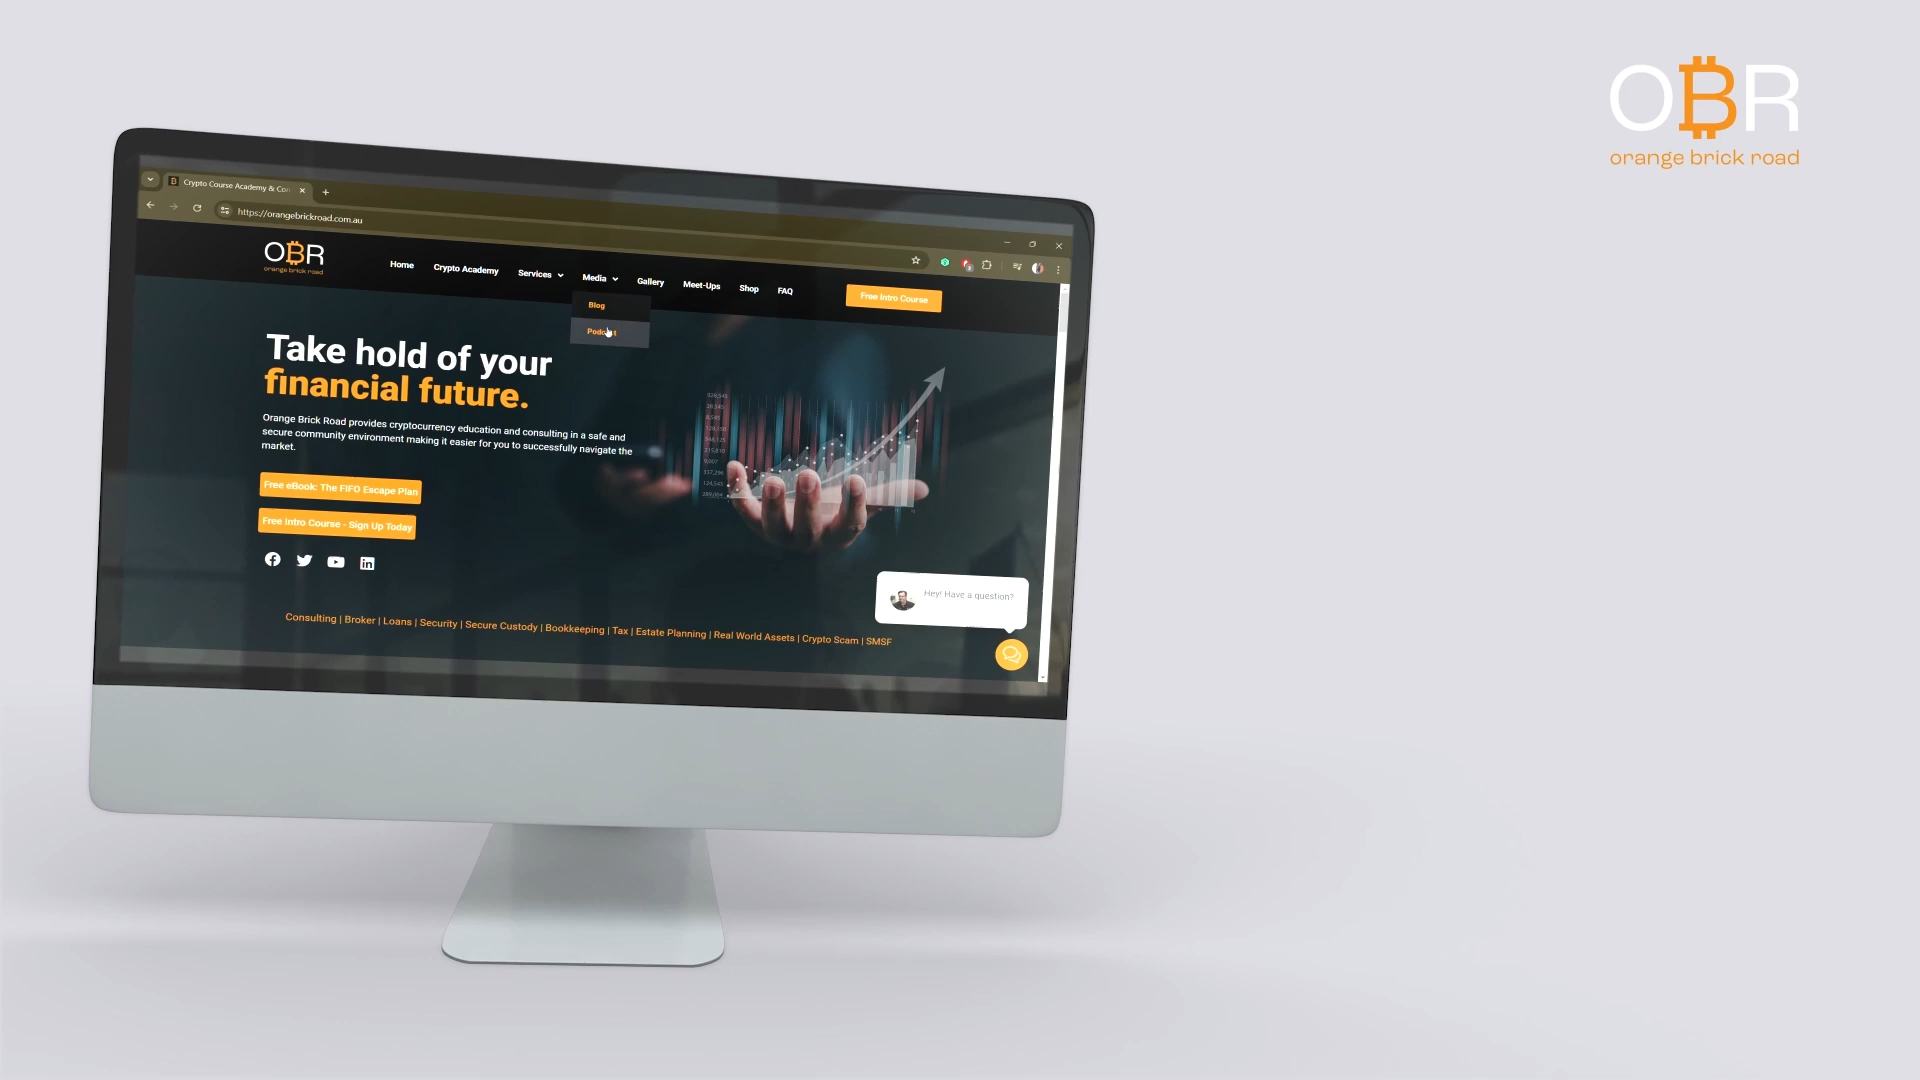 OBR
orange brick road
Crypto Course Academy & Con
https://orangebrickroad.com.au
OBR
orange brick road
Home
Crypto Academy
Services
Media
Gallery
Meet-Ups
Shop
FAQ
Free Intro Course
Blog
Take hold of your
financial future.
Orange Brick Road provides cryptocurrency education and consulting in a safe and
secure community environment making it easier for you to successfully navigate the
market.
Free eBook: The FIFO Escape Plan
Free Intro Course - Sign Up Today
Hey! Have a question?
Consulting | Broker | Loans | Security | Secure Custody | Bookkeeping | Tax | Estate Planning | Real World Assets | Crypto Scam | SMSF